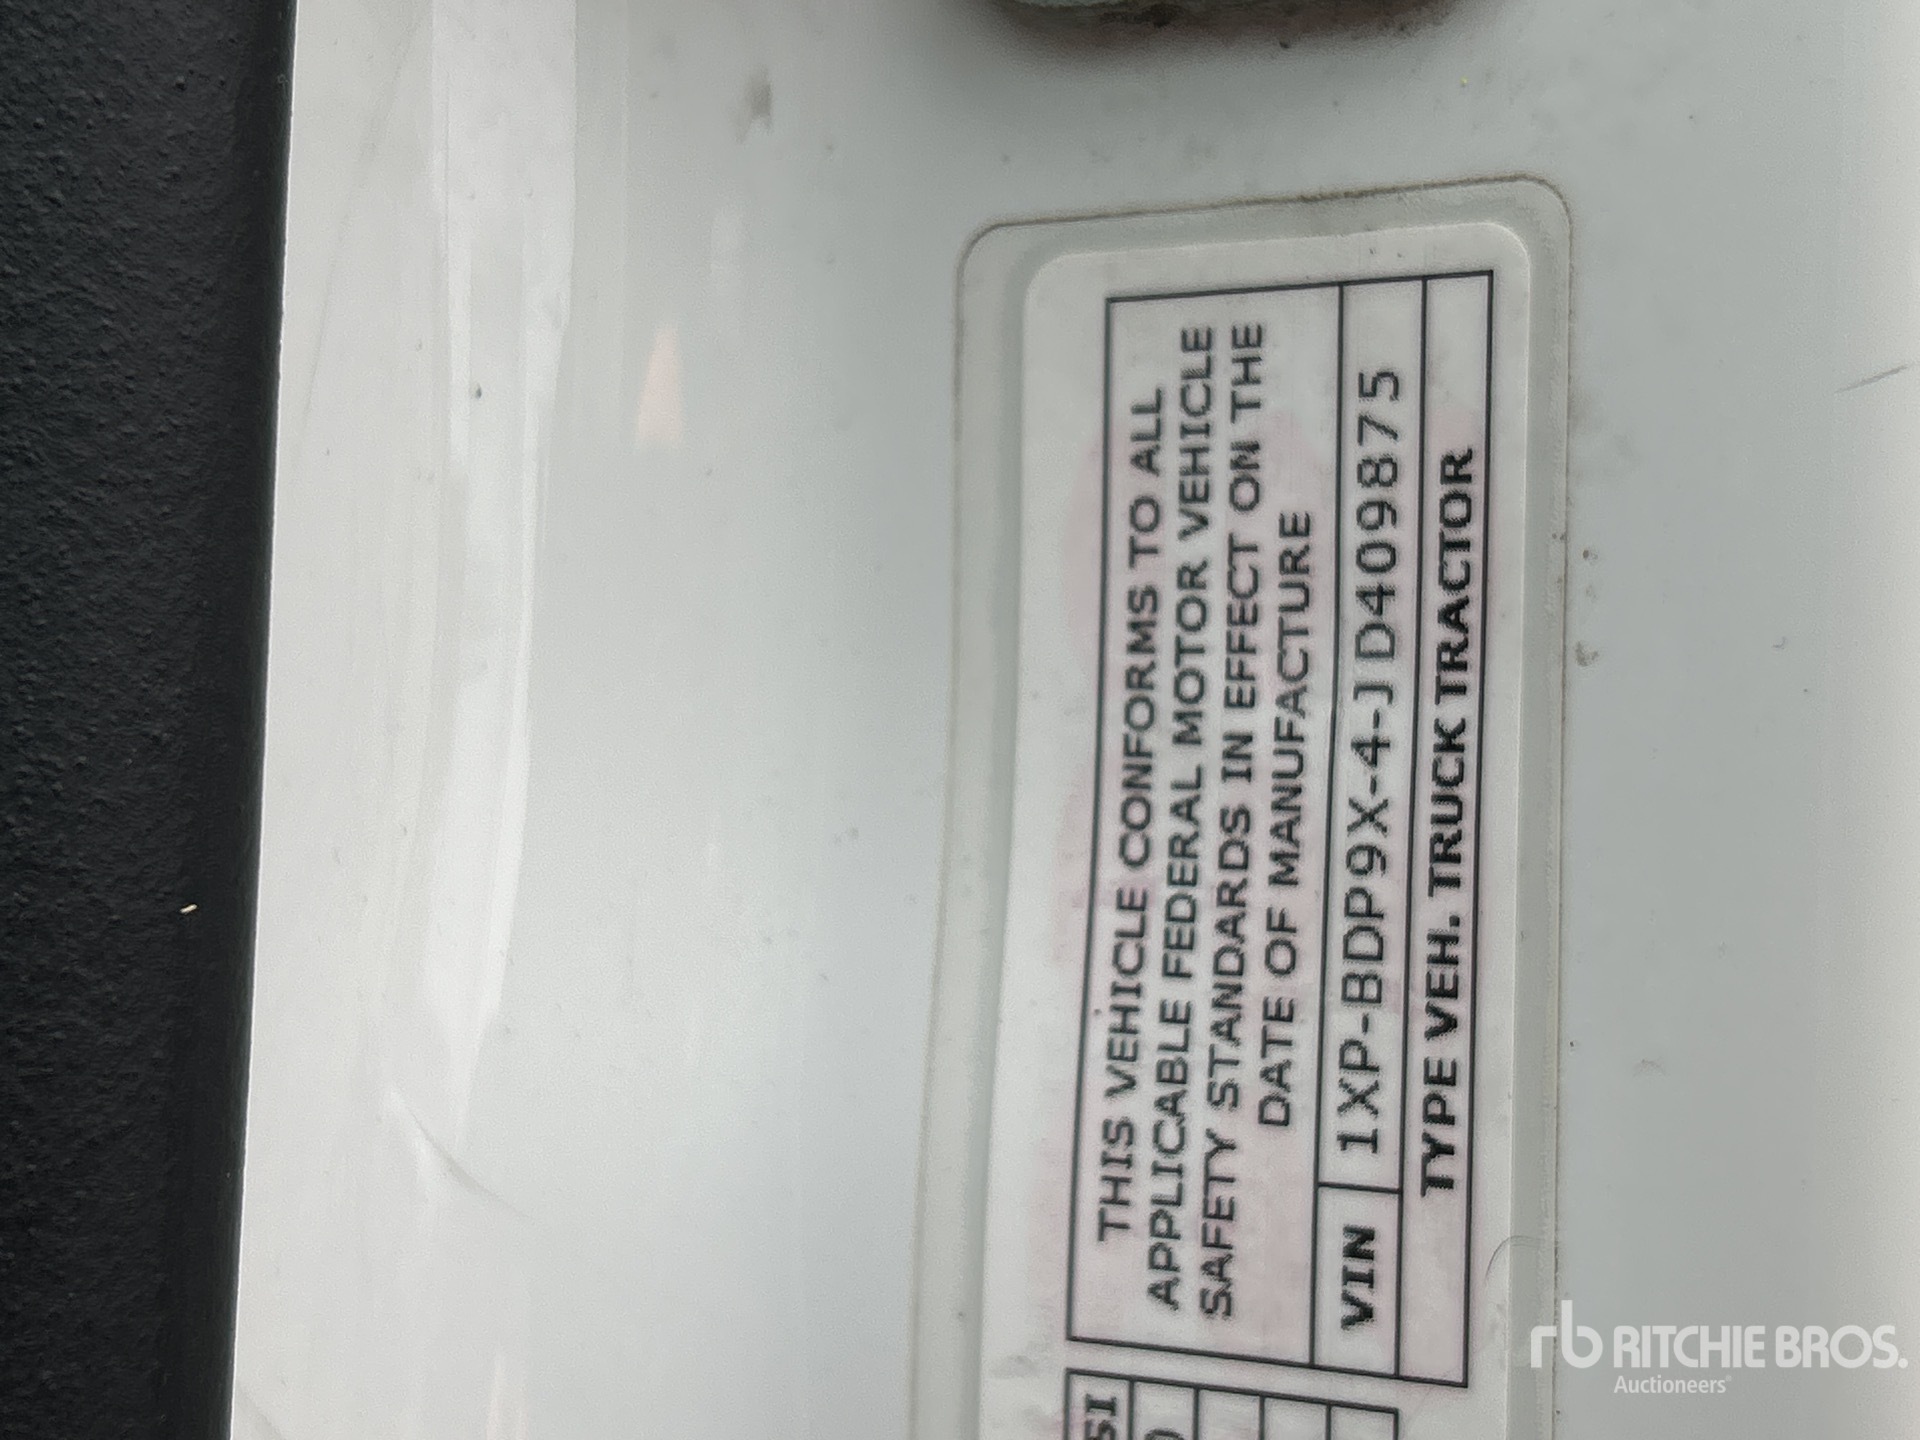 THIS VEHICLE CONFORMS TO ALL
APPLICABLE FEDERAL MOTOR VEHICLE
SAFETY STANDARDS IN EFFECT ON THE
DATE OF MANUFACTURE
VIN 1XP-BDP9X-4-JD409875
TYPE VEH. TRUCK TRACTOR
rb RITCHIE BROS.
Auctioneers